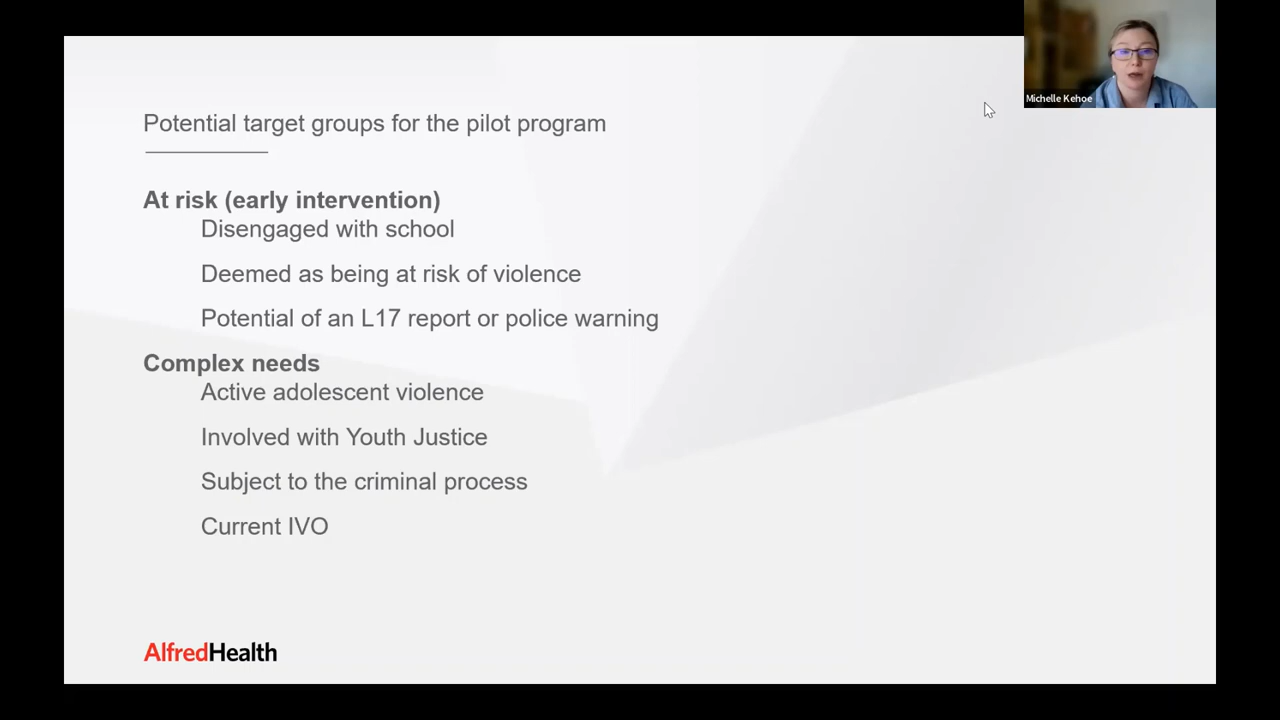 Michelle Kehoe
Potential target groups for the pilot program
At risk (early intervention)
Disengaged with school
Deemed as being at risk of violence
Potential of an L17 report or police warning
Complex needs
Active adolescent violence
Involved with Youth Justice
Subject to the criminal process
Current IVO
AlfredHealth